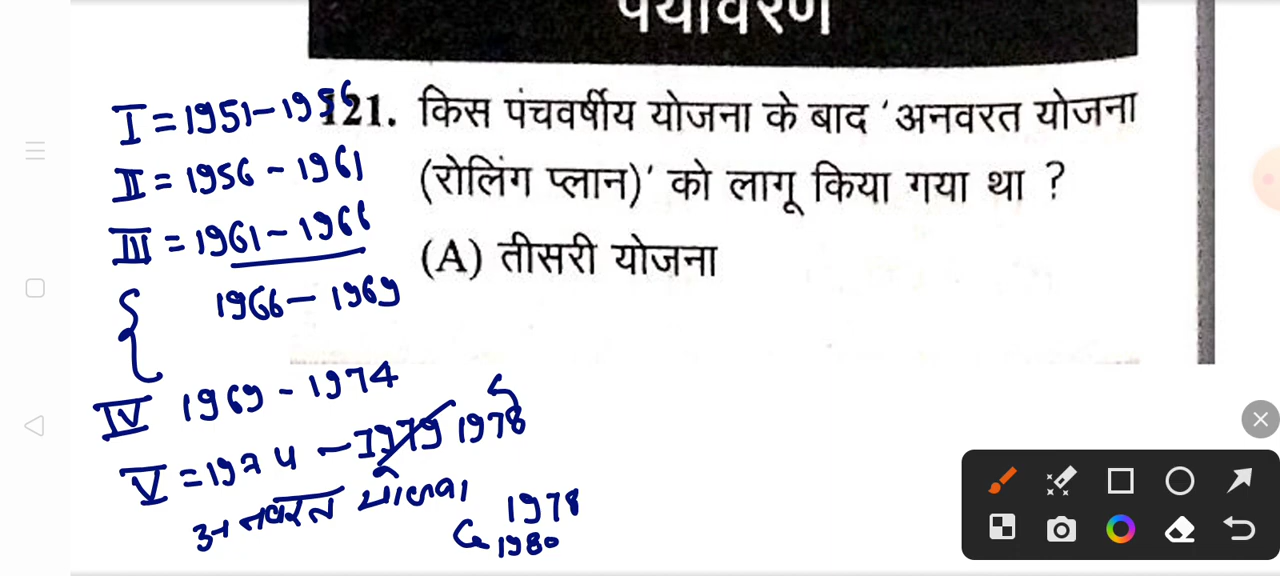 पर्यावरण
121. किस पंचवर्षीय योजना के बाद 'अनवरत योजना
(रोलिंग प्लान)' को लागू किया गया था ?
(A) तीसरी योजना
I = 1951 - 1956
II = 1956 - 1961
III = 1961 - 1966
1966 - 1969
IV 1969 - 1974
V = 1974 - 1979 1978
अनवरत योजना 1978
1980